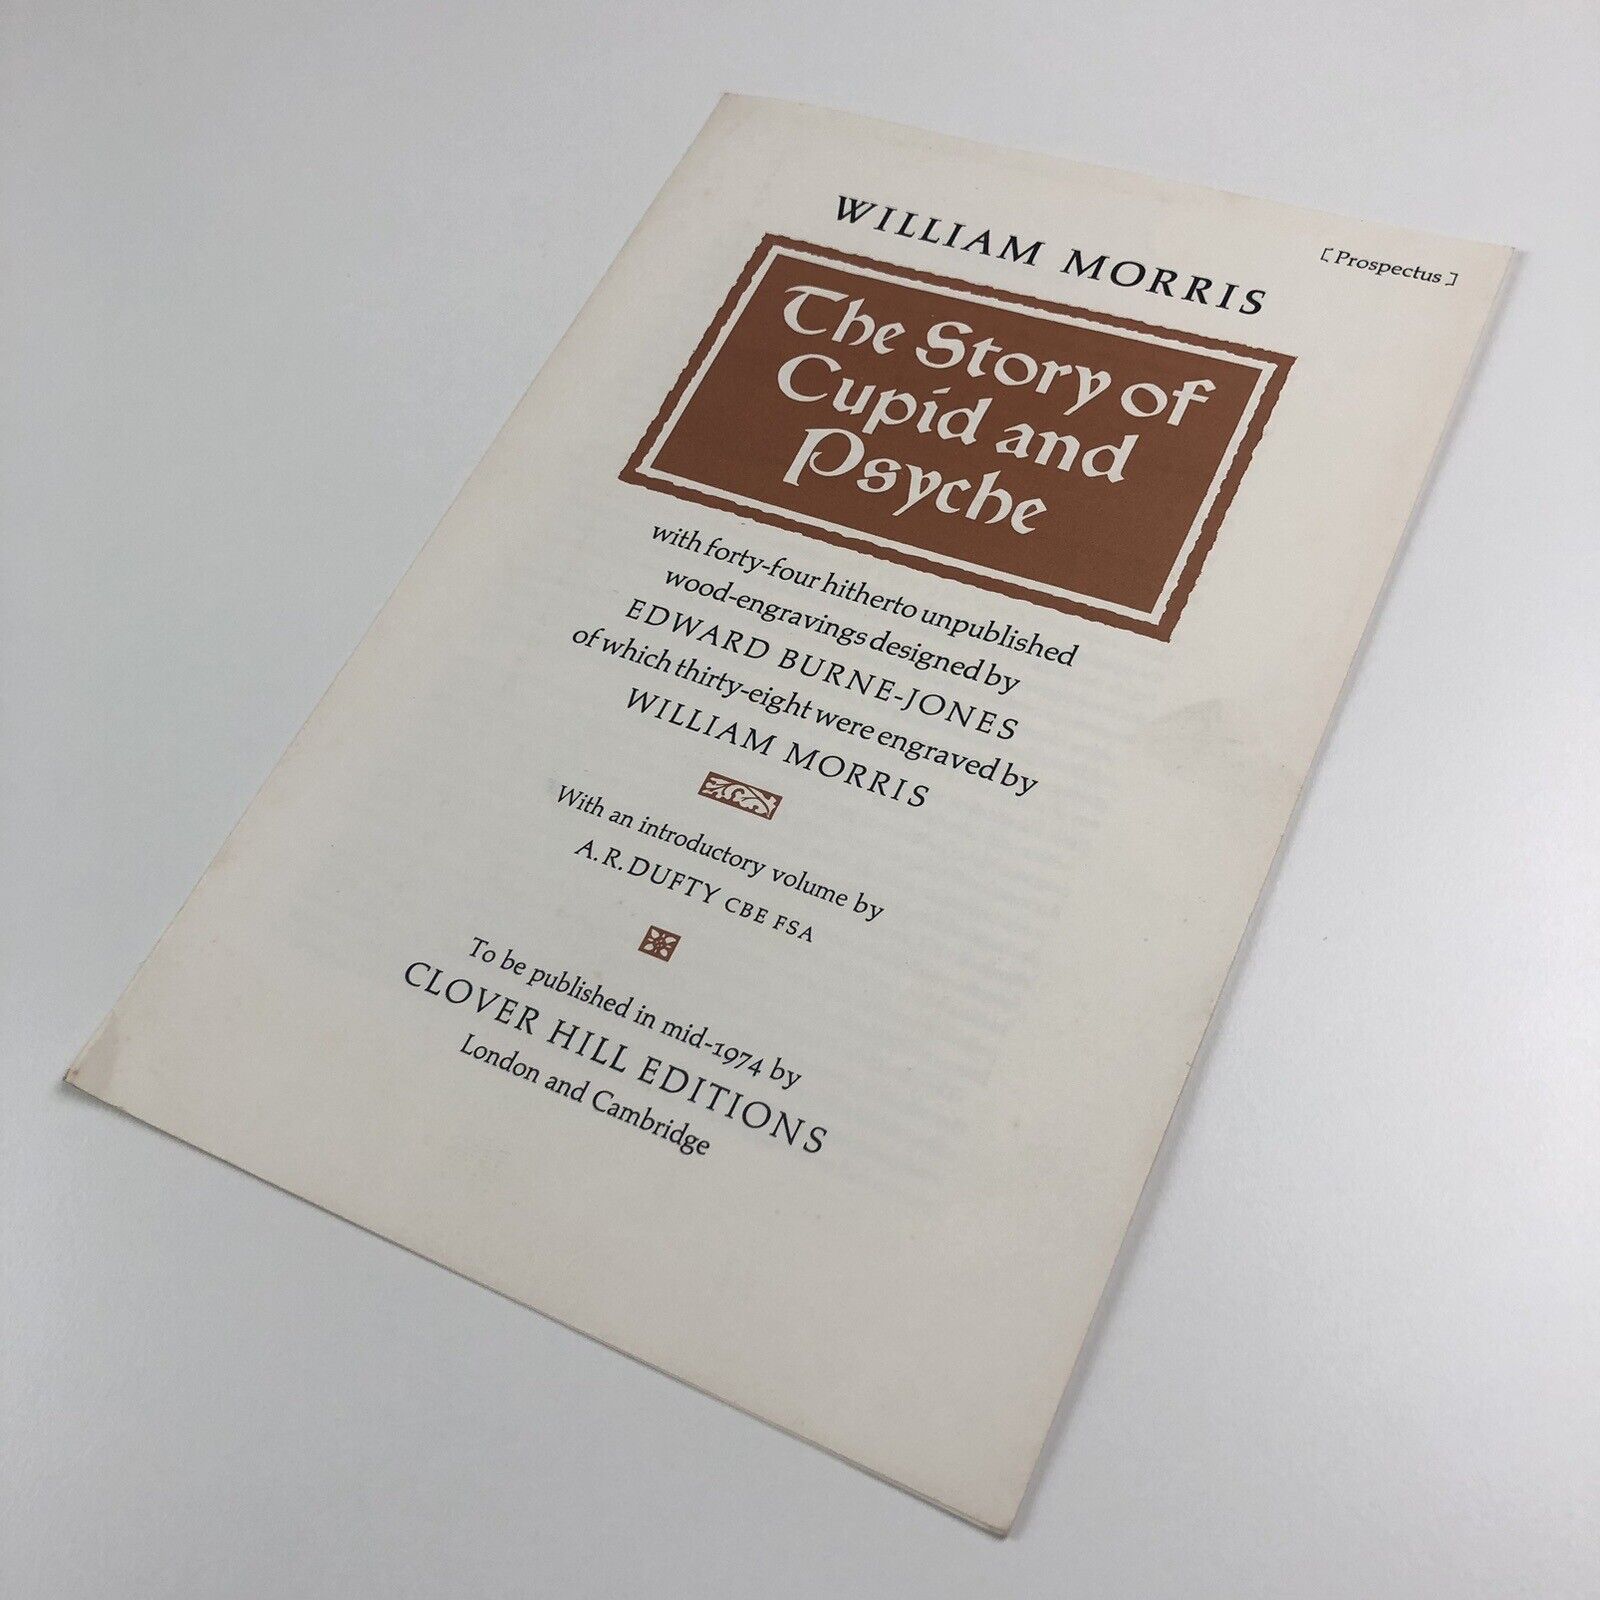 [Prospectus]
WILLIAM MORRIS
The Story of
Cupid and
Psyche
with forty-four hitherto unpublished
wood-engravings designed by
EDWARD BURNE-JONES
of which thirty-eight were engraved by
WILLIAM MORRIS
With an introductory volume by
A.R.DUFTY CBE FSA
To be published in mid-1974 by
CLOVER HILL EDITIONS
London and Cambridge